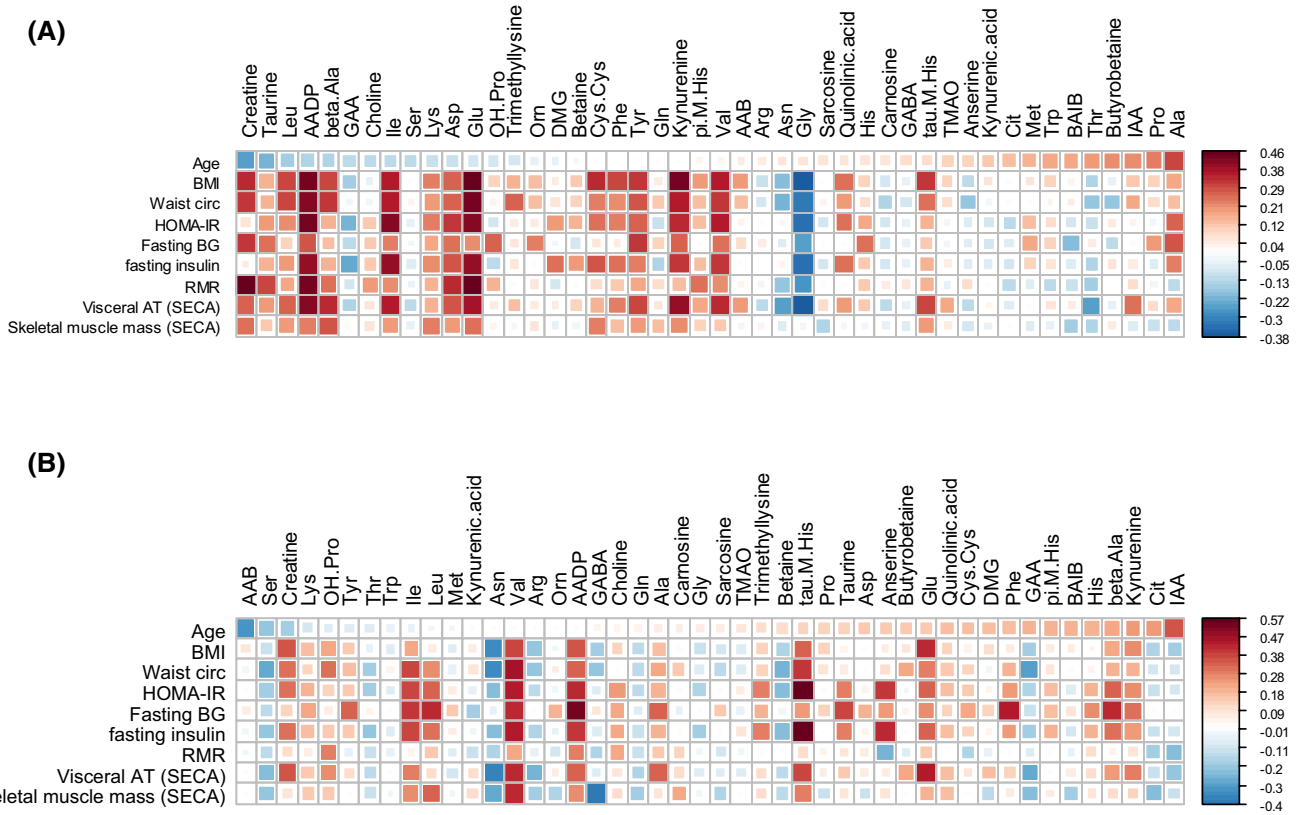 (A)
Creatine Taurine Leu AADP beta.Ala GAA Choline Ile Ser Lys Asp Glu OH.Pro Trimethyllysine Orn DMG Betaine Cys.Cys Phe Tyr Gln Kynurenine pi.M.His Val AAB Arg Asn Gly Sarcosine Quinolinic.acid His Carnosine GABA tau.M.His TMAO Anserine Kynurenic.acid Cit Met Trp BAIB Thr Butyrobetaine IAA Pro Ala
Age
BMI
Waist circ
HOMA-IR
Fasting BG
fasting insulin
RMR
Visceral AT (SECA)
Skeletal muscle mass (SECA)
0.46
0.38
0.29
0.21
0.12
0.04
-0.05
-0.13
-0.22
-0.3
-0.38
(B)
AAB Ser Creatine Lys OH.Pro Tyr Thr Trp Ile Leu Met Kynurenic.acid Asn Val Arg Orn AADP GABA Choline Gln Ala Carnosine Gly Sarcosine TMAO Trimethyllysine Betaine tau.M.His Pro Taurine Asp Anserine Butyrobetaine Glu Quinolinic.acid Cys.Cys DMG Phe GAA pi.M.His BAIB His beta.Ala Kynurenine Cit IAA
Age
BMI
Waist circ
HOMA-IR
Fasting BG
fasting insulin
RMR
Visceral AT (SECA)
eletal muscle mass (SECA)
0.57
0.47
0.38
0.28
0.18
0.09
-0.01
-0.11
-0.2
-0.3
-0.4